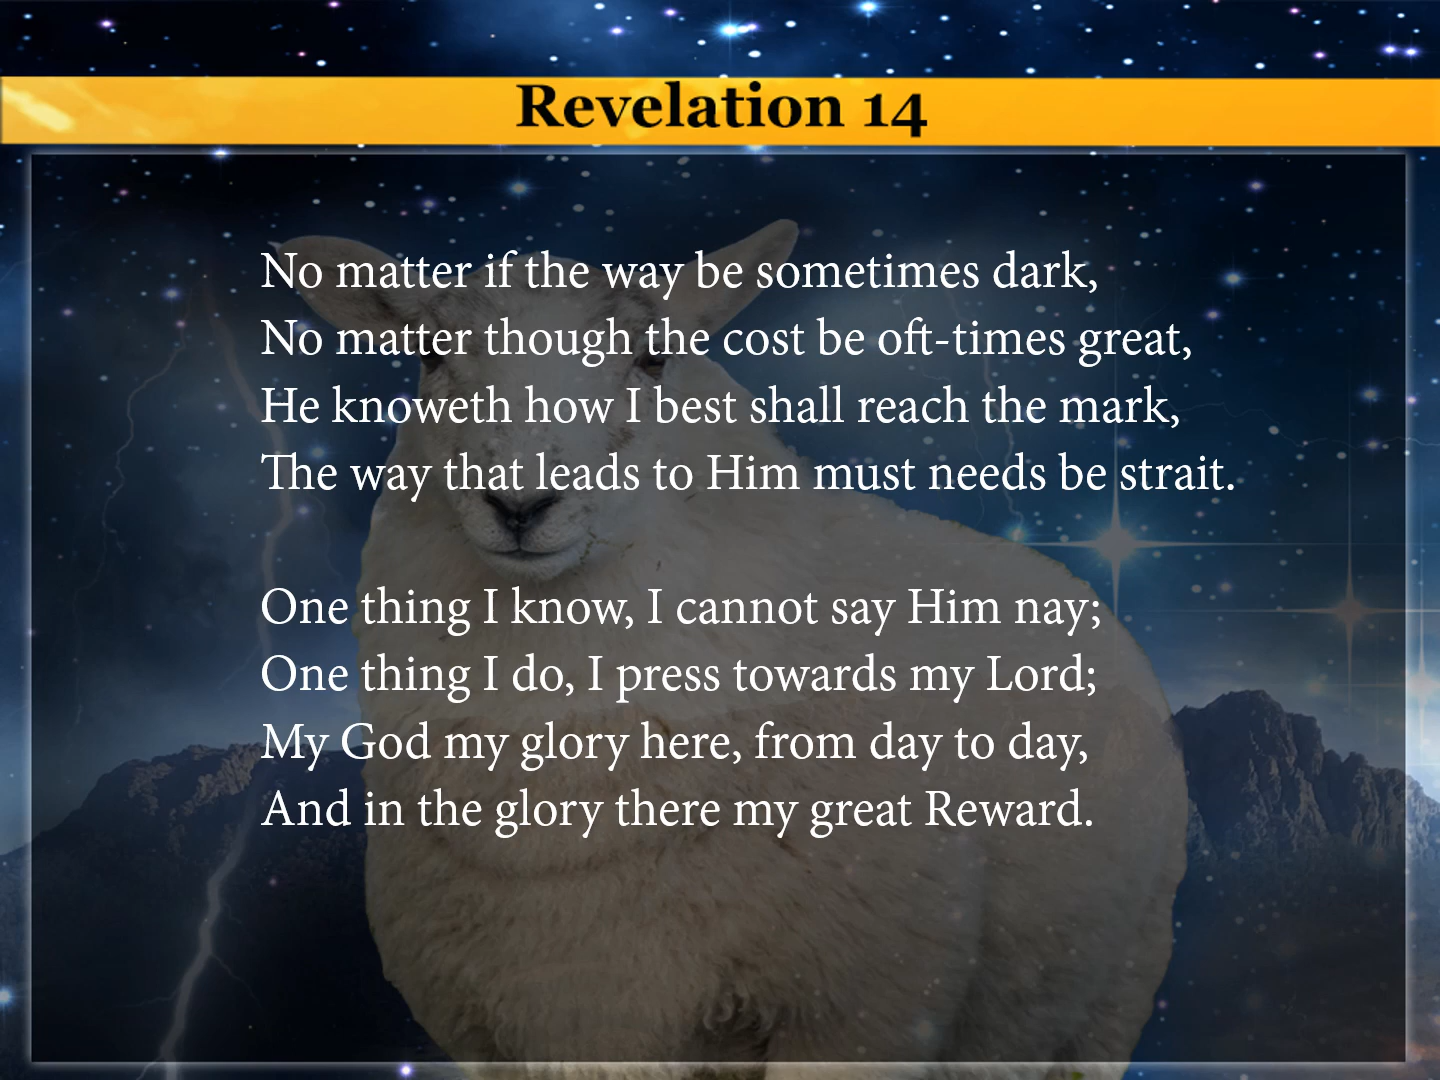 Revelation 14
No matter if the way be sometimes dark,
No matter though the cost be oft-times great,
He knoweth how I best shall reach the mark,
The way that leads to Him must needs be strait.
One thing I know, I cannot say Him nay;
One thing I do, I press towards my Lord;
My God my glory here, from day to day,
And in the glory there my great Reward.